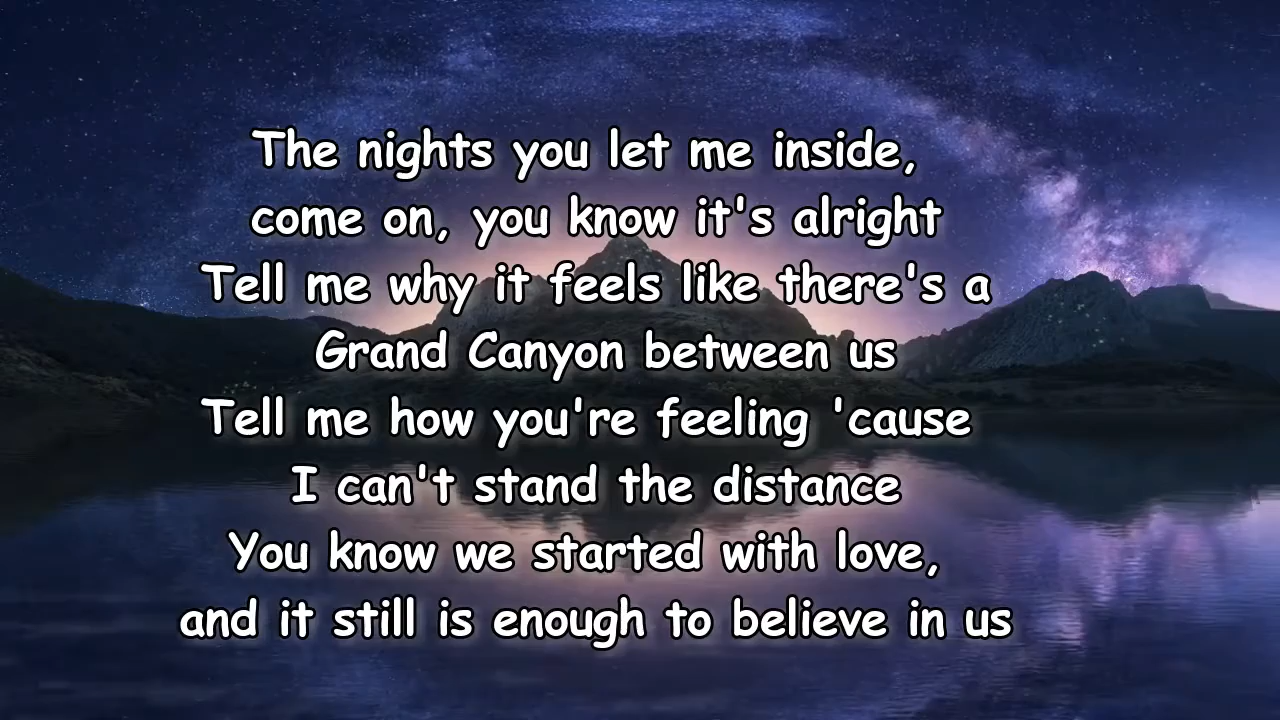 The nights you let me inside,
come on, you know it's alright
Tell me why it feels like there's a
Grand Canyon between us
Tell me how you're feeling 'cause
I can't stand the distance
You know we started with love,
and it still is enough to believe in us